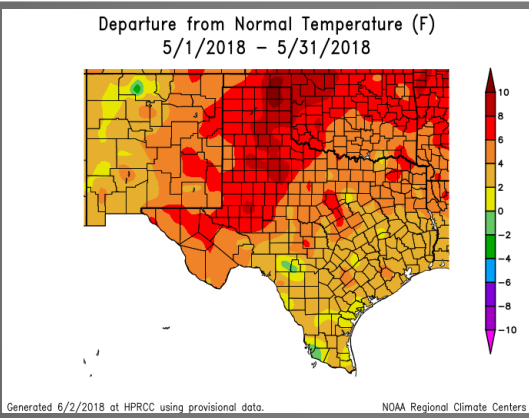 Departure from Normal Temperature (F)
5/1/2018 – 5/31/2018
10
8
6
4
2
0
-2
-4
-6
-8
-10
Generated 6/2/2018 at HPRCC using provisional data.
NOAA Regional Climate Centers